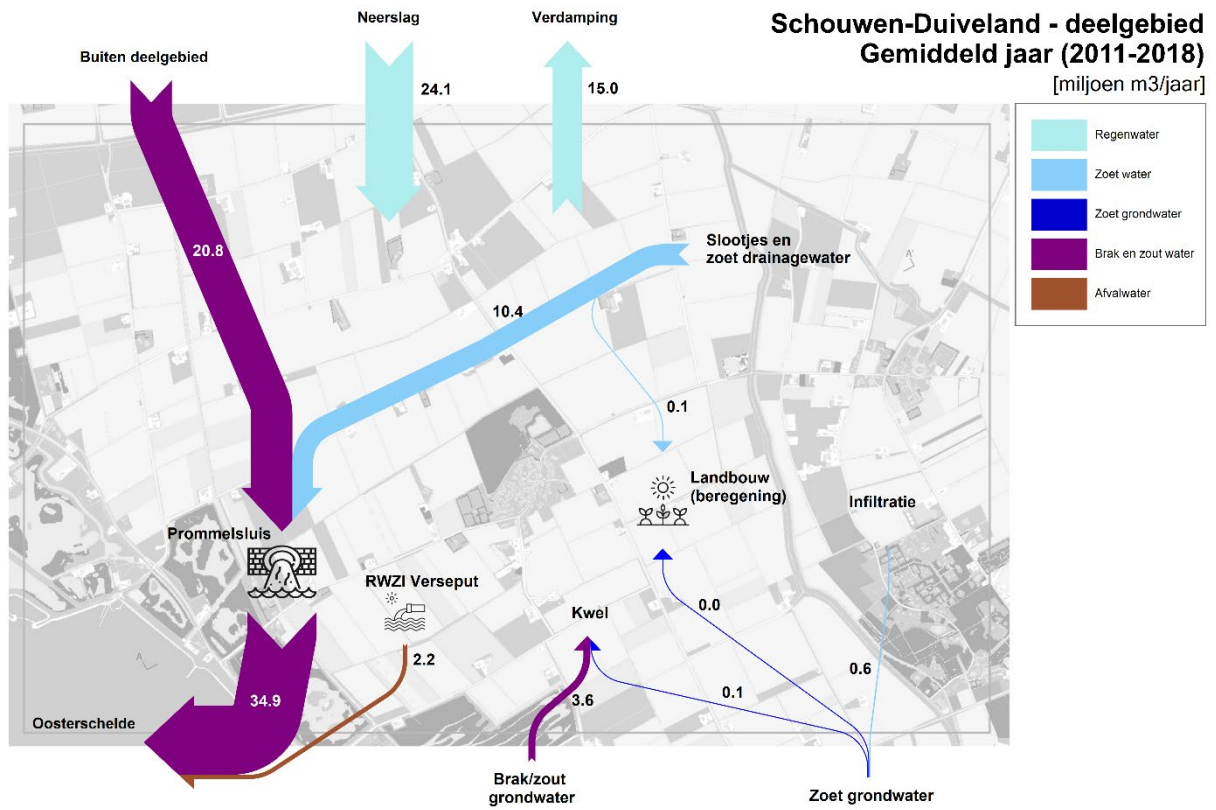 Schouwen-Duiveland - deelgebied
Gemiddeld jaar (2011-2018)
[miljoen m3/jaar]
Neerslag
Verdamping
Buiten deelgebied
24.1
15.0
Regenwater
Zoet water
Zoet grondwater
Brak en zout water
Afvalwater
20.8
Slootjes en
zoet drainagewater
A'
10.4
0.1
Landbouw
(beregening)
Infiltratie
Prommelsluis
RWZI Verseput
Kwel
0.0
A
2.2
0.6
34.9
3.6
0.1
Oosterschelde
Brak/zout
grondwater
Zoet grondwater